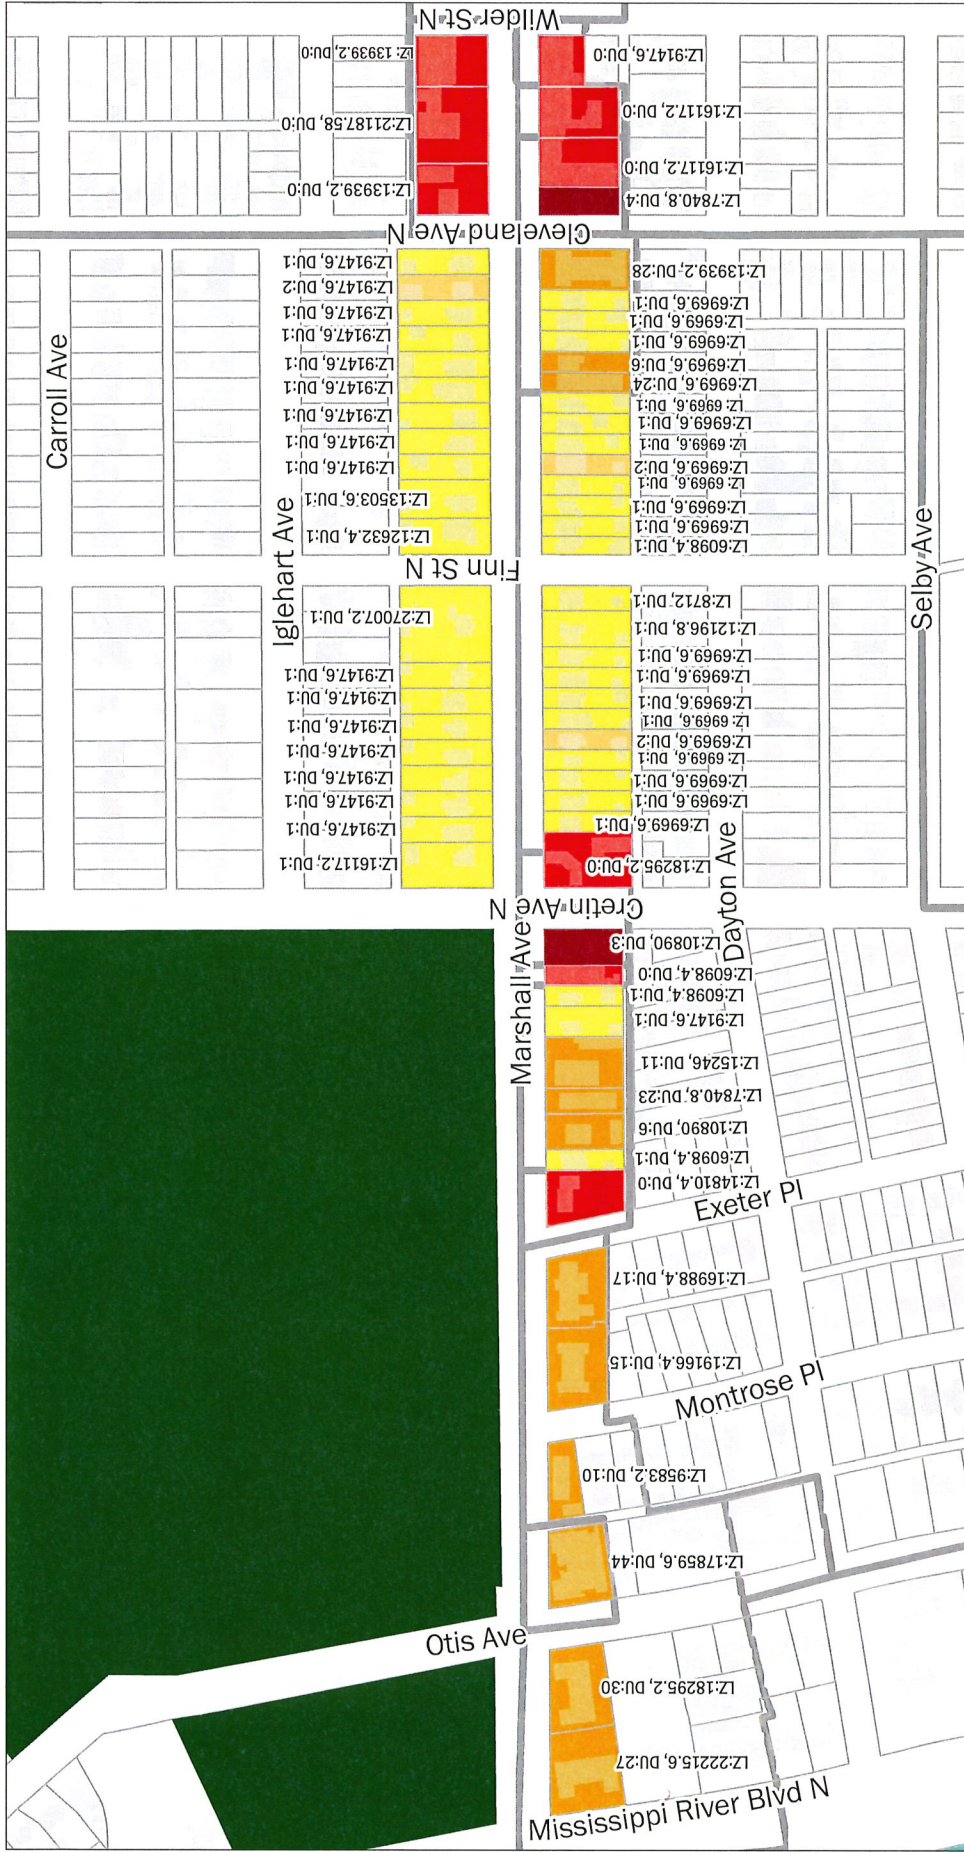 Wilder St N
LZ:13939.2, DU:0
LZ:9147.6, DU:0
LZ:21187.58, DU:0
LZ:16117.2, DU:0
LZ:13939.2, DU:0
LZ:16117.2, DU:0
LZ:7840.8, DU:4
Cleveland Ave N
LZ:9147.6, DU:1
LZ:9147.6, DU:2
LZ:9147.6, DU:1
LZ:9147.6, DU:1
LZ:9147.6, DU:1
LZ:9147.6, DU:1
LZ:9147.6, DU:1
LZ:9147.6, DU:1
LZ:9147.6, DU:1
LZ:13503.6, DU:1
LZ:12632.4, DU:1
LZ:13939.2, DU:28
LZ:6969.6, DU:1
LZ:6969.6, DU:1
LZ:6969.6, DU:1
LZ:6969.6, DU:6
LZ:6969.6, DU:24
LZ:6969.6, DU:1
LZ:6969.6, DU:1
LZ:6969.6, DU:1
LZ:6969.6, DU:2
LZ:6969.6, DU:1
LZ:6969.6, DU:1
LZ:6969.6, DU:1
LZ:6098.4, DU:1
Carroll Ave
Iglehart Ave
Selby Ave
Finn St N
LZ:27007.2, DU:1
LZ:9147.6, DU:1
LZ:9147.6, DU:1
LZ:9147.6, DU:1
LZ:9147.6, DU:1
LZ:9147.6, DU:1
LZ:9147.6, DU:1
LZ:9147.6, DU:1
LZ:16117.2, DU:1
LZ:8712, DU:1
LZ:12196.8, DU:1
LZ:6969.6, DU:1
LZ:6969.6, DU:1
LZ:6969.6, DU:1
LZ:6969.6, DU:1
LZ:6969.6, DU:2
LZ:6969.6, DU:1
LZ:6969.6, DU:1
LZ:6969.6, DU:1
LZ:6969.6, DU:1
LZ:18295.2, DU:0
Cretin Ave N
Marshall Ave
Dayton Ave
LZ:10890, DU:3
LZ:6098.4, DU:0
LZ:6098.4, DU:1
LZ:9147.6, DU:1
LZ:15246, DU:11
LZ:7840.8, DU:23
LZ:10890, DU:6
LZ:6098.4, DU:1
LZ:14810.4, DU:0
Exeter Pl
LZ:16988.4, DU:17
LZ:19166.4, DU:15
Montrose Pl
LZ:9583.2, DU:10
LZ:17859.6, DU:44
Otis Ave
LZ:18295.2, DU:30
LZ:22215.6, DU:27
Mississippi River Blvd N